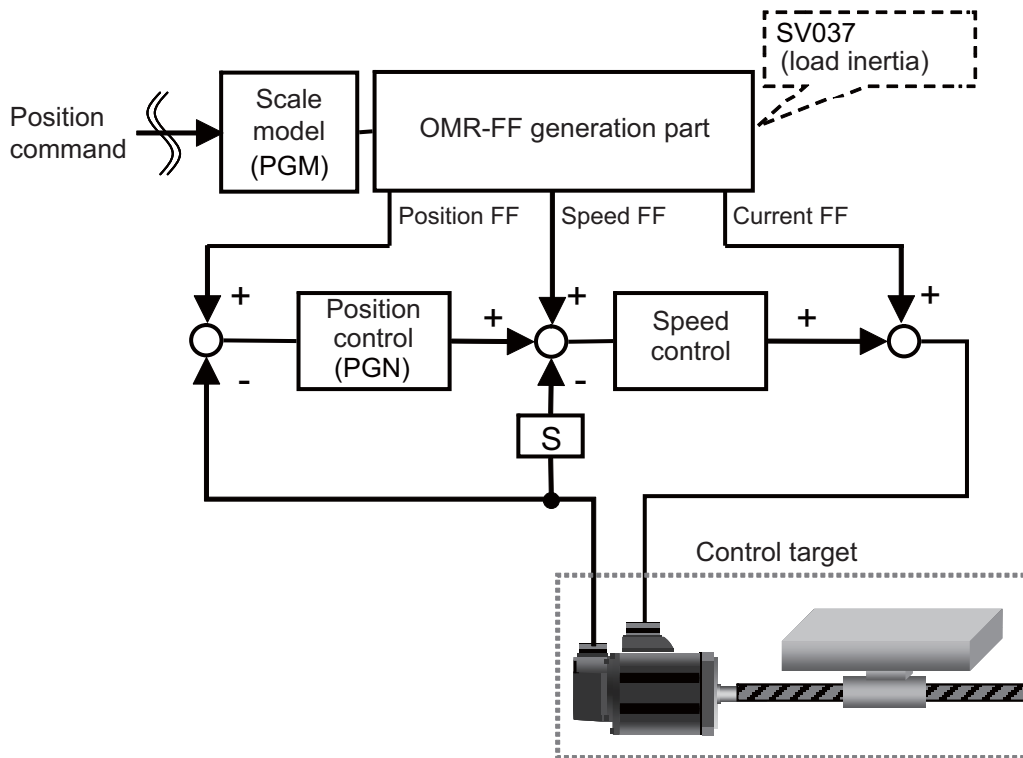 SV037
(load inertia)
Position
command
Scale
model
(PGM)
OMR-FF generation part
Position FF
Speed FF
Current FF
+
+
+
Position
control
(PGN)
+
Speed
control
+
-
-
S
Control target